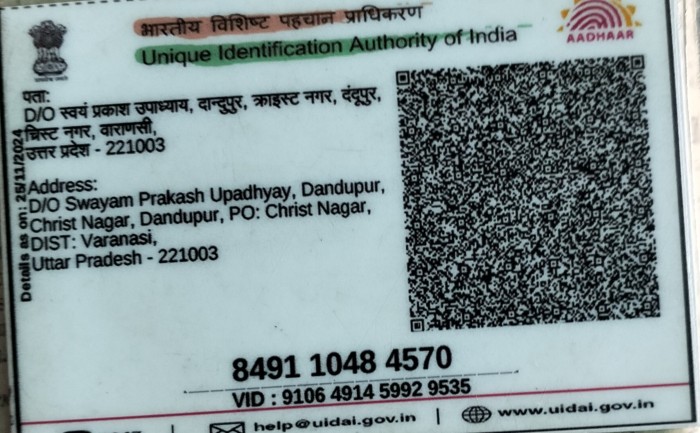 भारतीय विशिष्ट पहचान प्राधिकरण
Unique Identification Authority of India
AADHAAR
पता:
D/O स्वयं प्रकाश उपाध्याय, दान्दुपुर, क्राइस्ट नगर, दंदूपुर,
ख्रिस्ट नगर, वाराणसी,
उत्तर प्रदेश - 221003
Details as on: 25/11/2024
Address:
D/O Swayam Prakash Upadhyay, Dandupur,
Christ Nagar, Dandupur, PO: Christ Nagar,
DIST: Varanasi,
Uttar Pradesh - 221003
8491 1048 4570
VID : 9106 4914 5992 9535
help@uidai.gov.in | www.uidai.gov.in